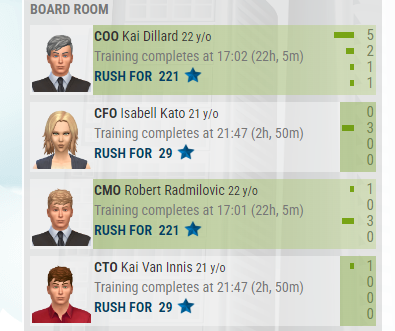 BOARD ROOM
COO Kai Dillard 22 y/o
Training completes at 17:02 (22h, 5m)
RUSH FOR 221
5
2
1
1
CFO Isabell Kato 21 y/o
Training completes at 21:47 (2h, 50m)
RUSH FOR 29
0
3
0
0
CMO Robert Radmilovic 22 y/o
Training completes at 17:01 (22h, 5m)
RUSH FOR 221
1
0
3
0
CTO Kai Van Innis 21 y/o
Training completes at 21:47 (2h, 50m)
RUSH FOR 29
1
0
0
0